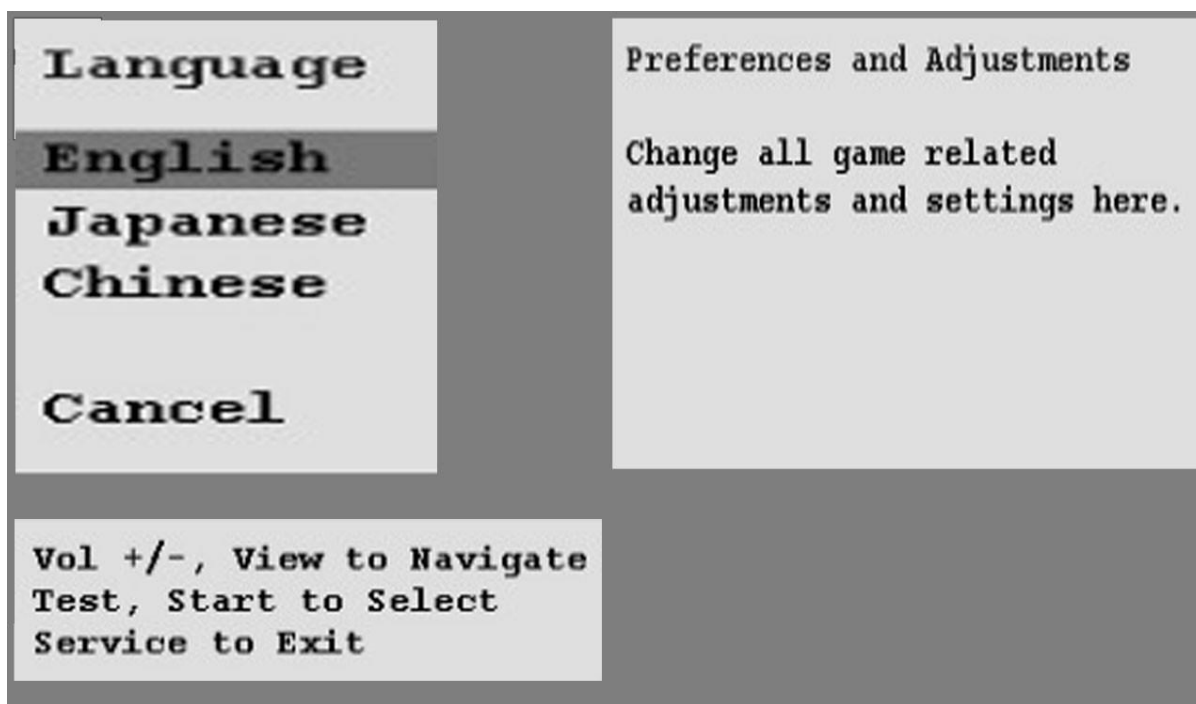 Language
English
Japanese
Chinese
Cancel
Preferences and Adjustments
Change all game related
adjustments and settings here.
Vol +/-, View to Navigate
Test, Start to Select
Service to Exit